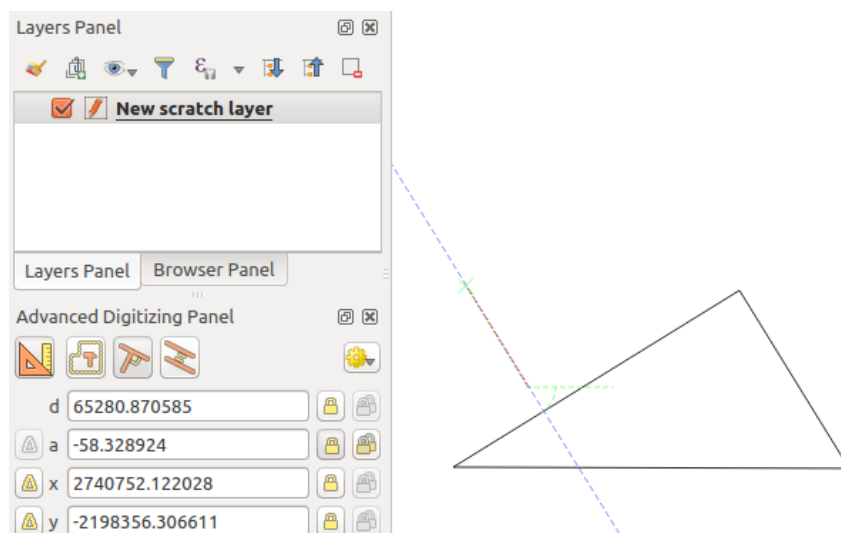 Layers Panel
New scratch layer
Layers Panel Browser Panel
Advanced Digitizing Panel
d 65280.870585
a -58.328924
x 2740752.122028
y -2198356.306611